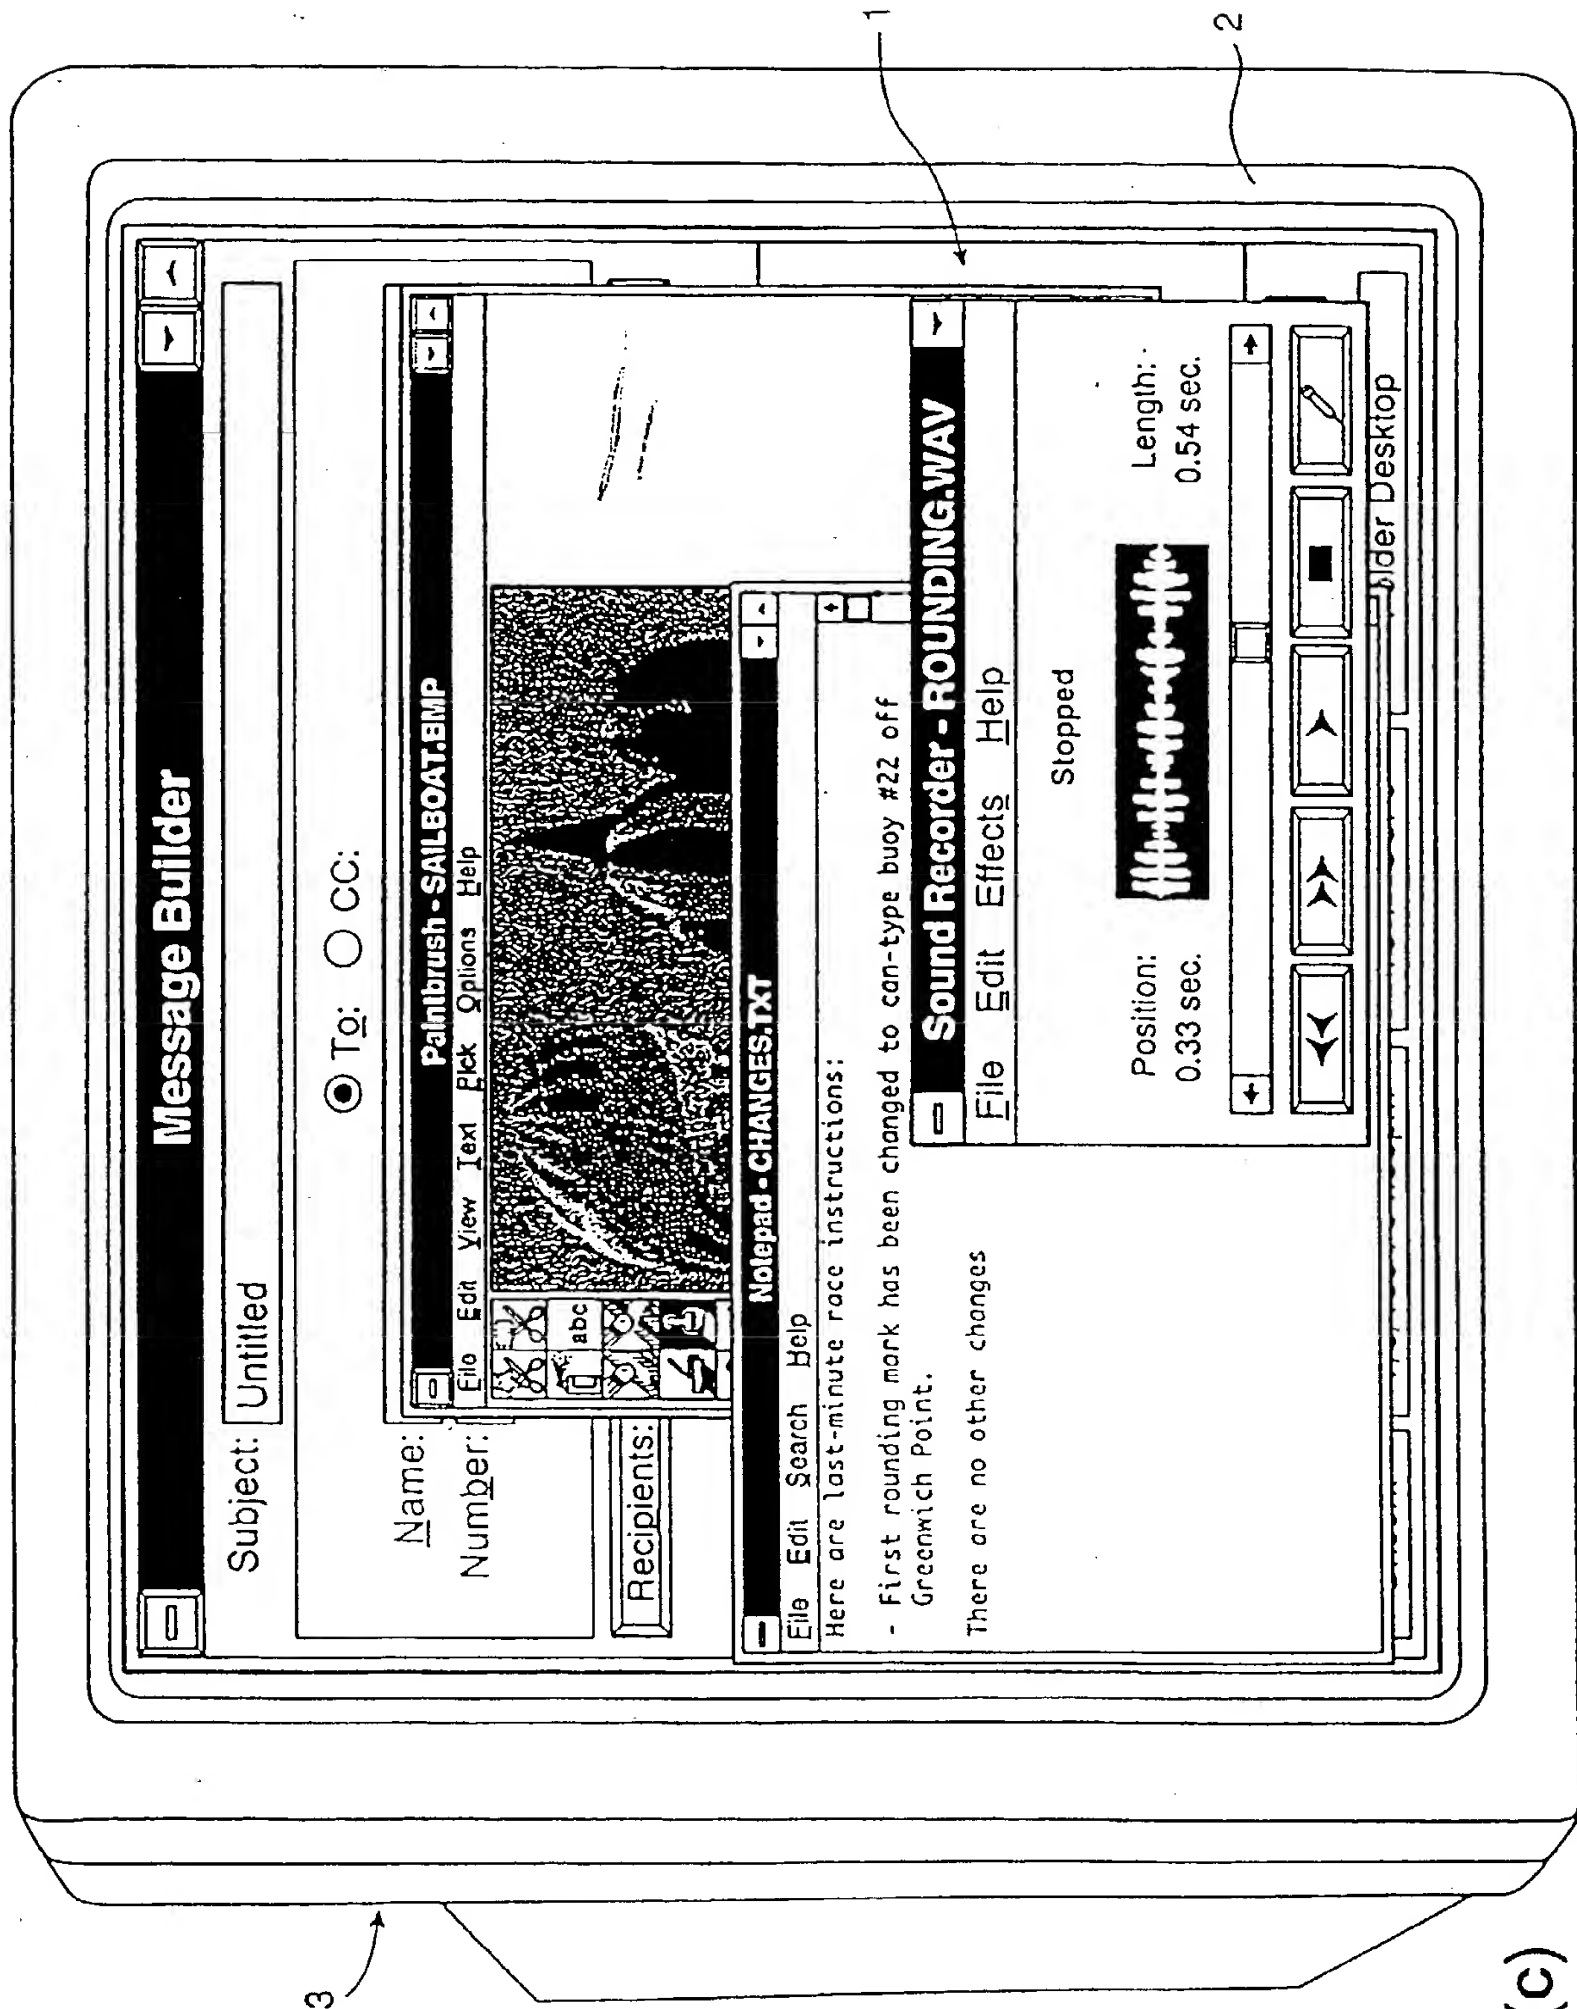 Message Builder
Subject: Untitled
To: CC:
Name:
Number:
Recipients:
Paintbrush - SAILBOAT.BMP
File Edit View Text Pick Options Help
abc
Notepad - CHANGES.TXT
File Edit Search Help
Here are last-minute race instructions:
- First rounding mark has been changed to can-type buoy #22 off
Greenwich Point.
There are no other changes
Sound Recorder - ROUNDING.WAV
File Edit Effects Help
Stopped
Position: Length:
0.33 sec. 0.54 sec.
Desktop
1
2
3
(c)